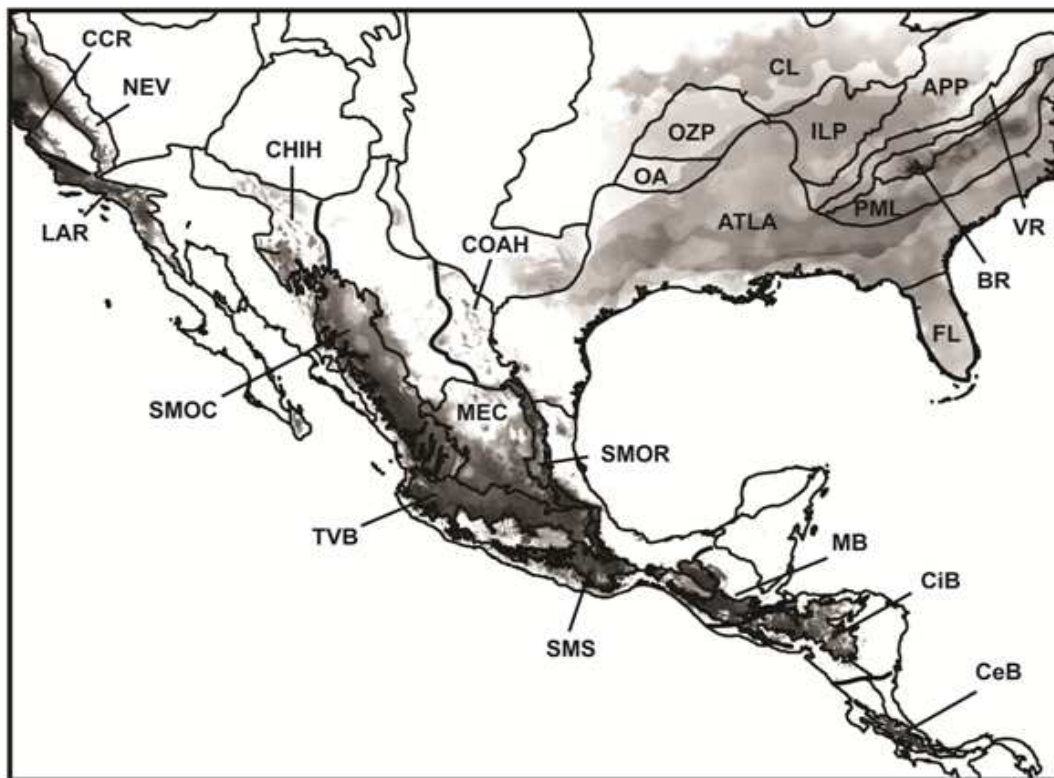 CCR
NEV
CL
APP
OZP
ILP
CHIH
OA
PML
LAR
ATLA
VR
COAH
BR
FL
SMOC
MEC
SMOR
TVB
MB
CiB
SMS
CeB